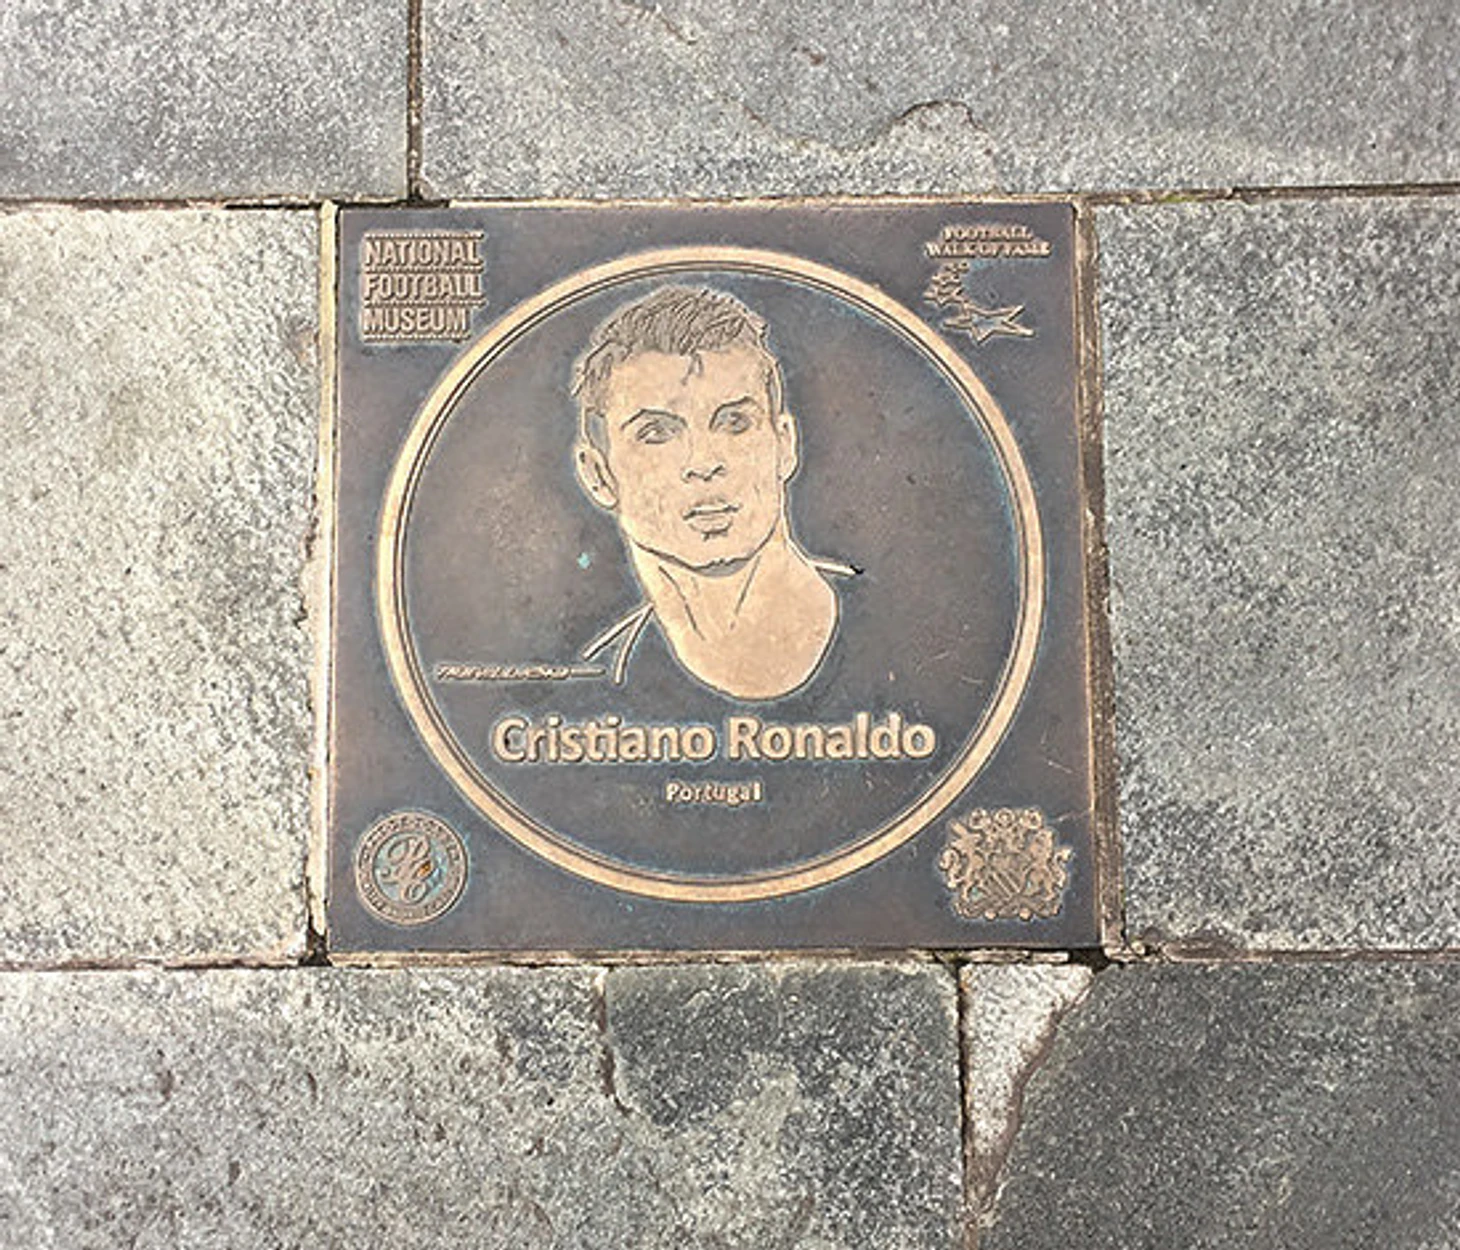 NATIONAL
FOOTBALL
MUSEUM
FOOTBALL
WALK OF FAME
Cristiano Ronaldo
Portugal